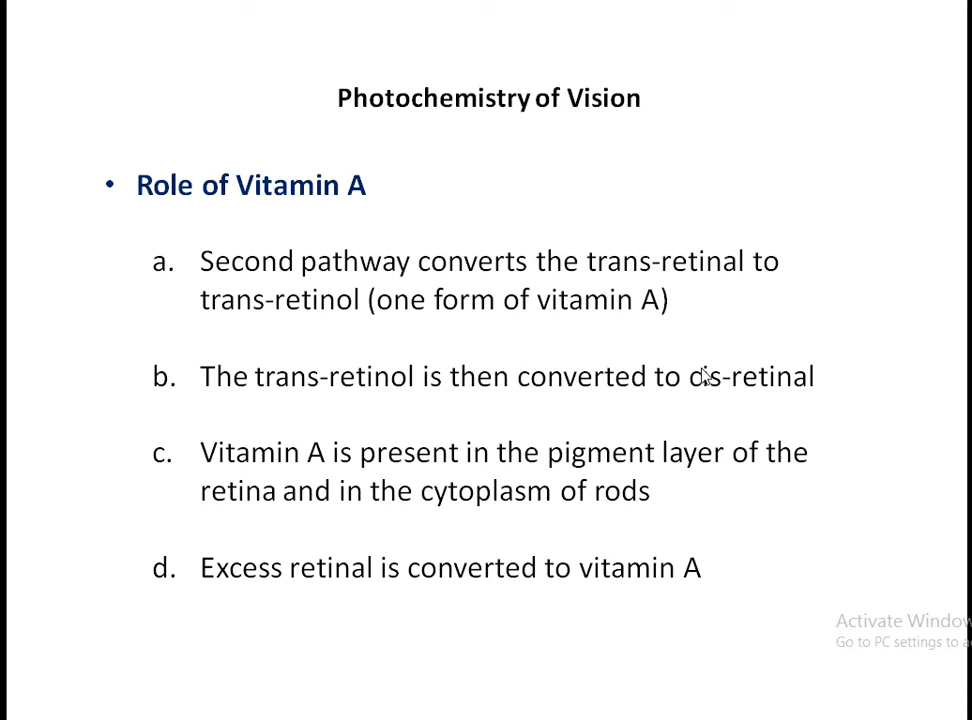 Photochemistry of Vision
• Role of Vitamin A
a. Second pathway converts the trans-retinal to
trans-retinol (one form of vitamin A)
b. The trans-retinol is then converted to cis-retinal
c. Vitamin A is present in the pigment layer of the
retina and in the cytoplasm of rods
d. Excess retinal is converted to vitamin A
Activate Window
Go to PC settings to a